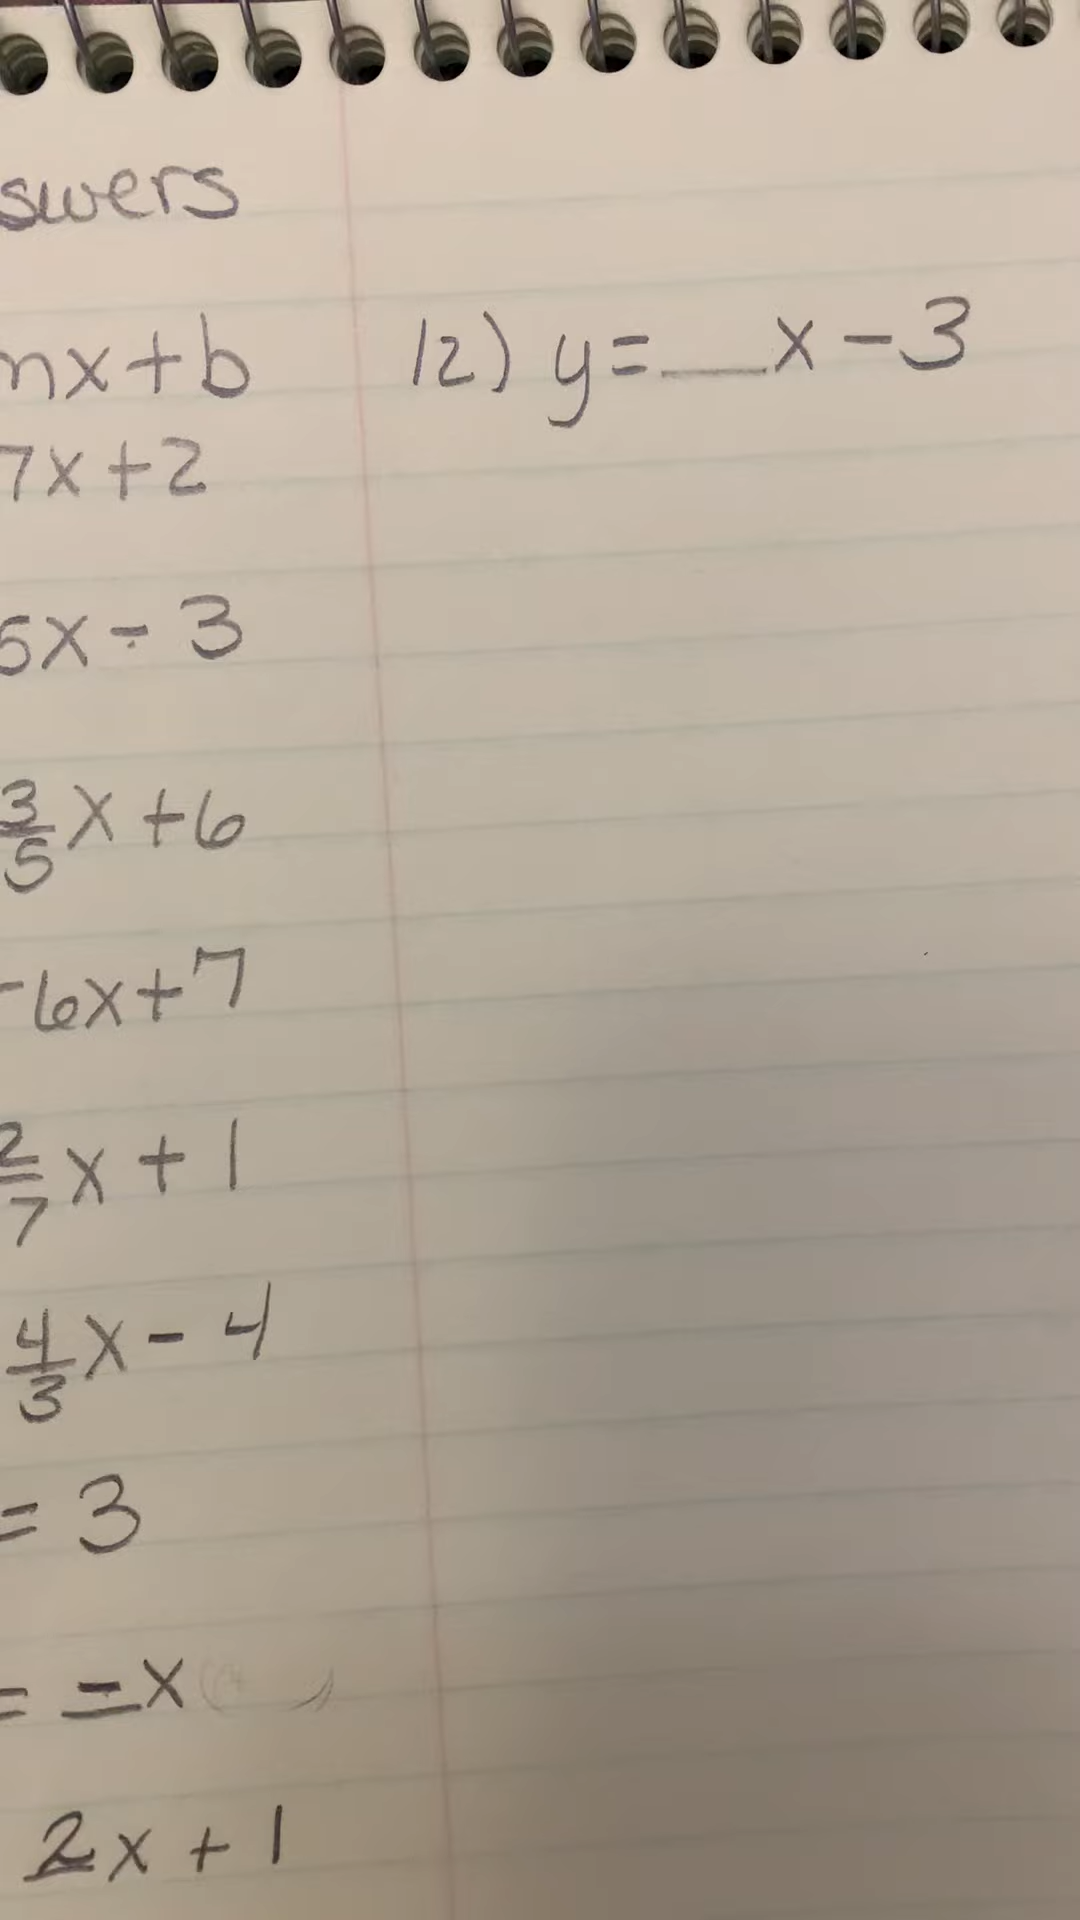 swers
mx+b
12) y=__x-3
7x+2
5x-3
3/5x+6
-6x+7
2/7x+1
4/3x-4
=3
=-x
2x+1